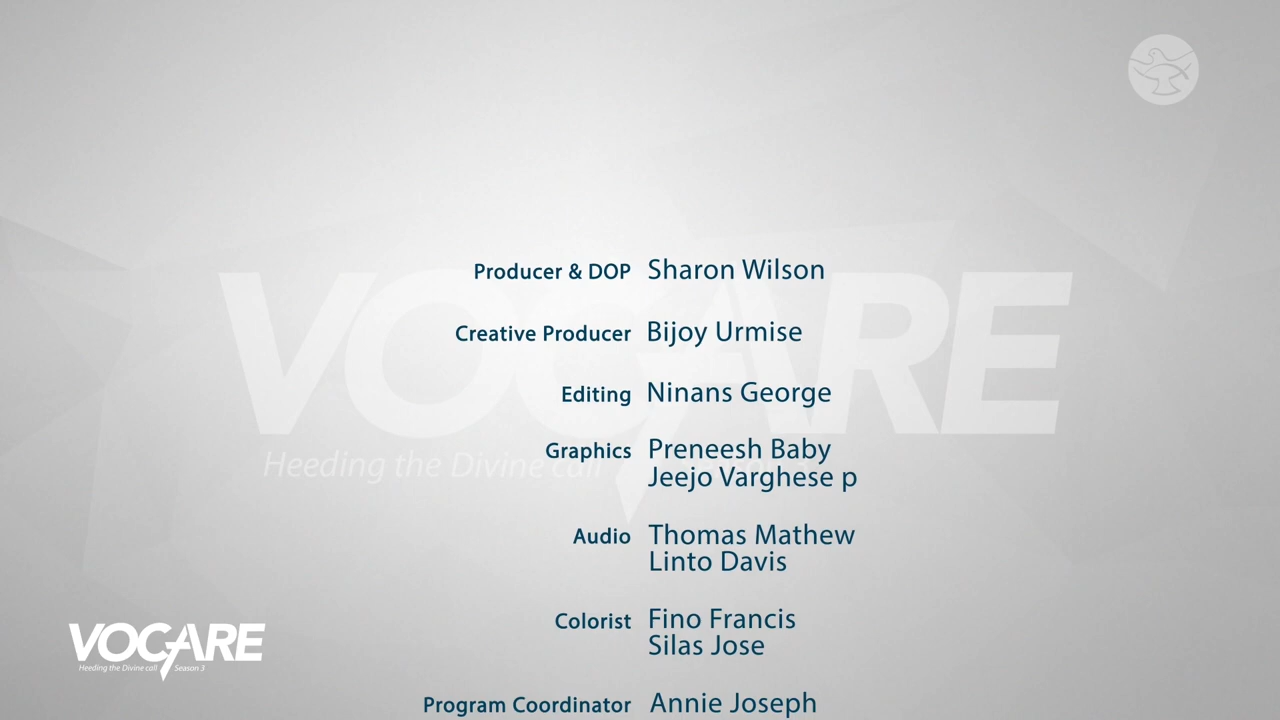 Producer & DOP Sharon Wilson
Creative Producer Bijoy Urmise
Editing Ninans George
Graphics Preneesh Baby
Jeejo Varghese p
Audio Thomas Mathew
Linto Davis
Colorist Fino Francis
Silas Jose
Program Coordinator Annie Joseph
VOCARE
Heeding the Divine call
VOCARE
Heeding the Divine call Season 3